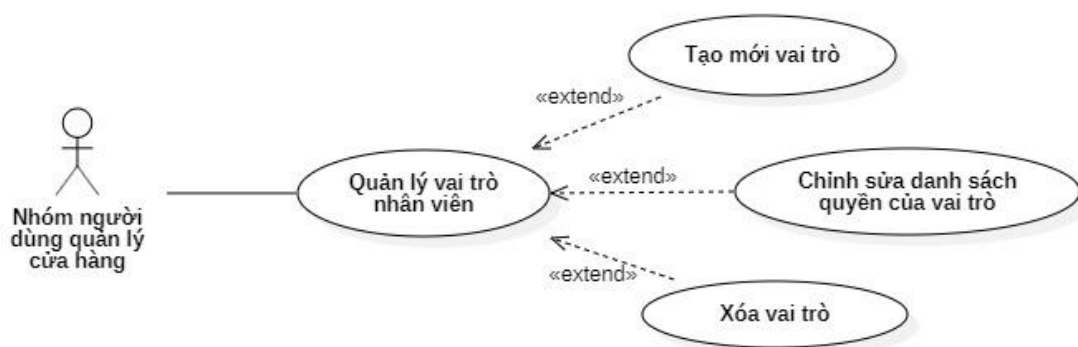 Tạo mới vai trò
«extend»
Quản lý vai trò
nhân viên
«extend»
Chỉnh sửa danh sách
quyền của vai trò
Nhóm người
dùng quản lý
cửa hàng
«extend»
Xóa vai trò